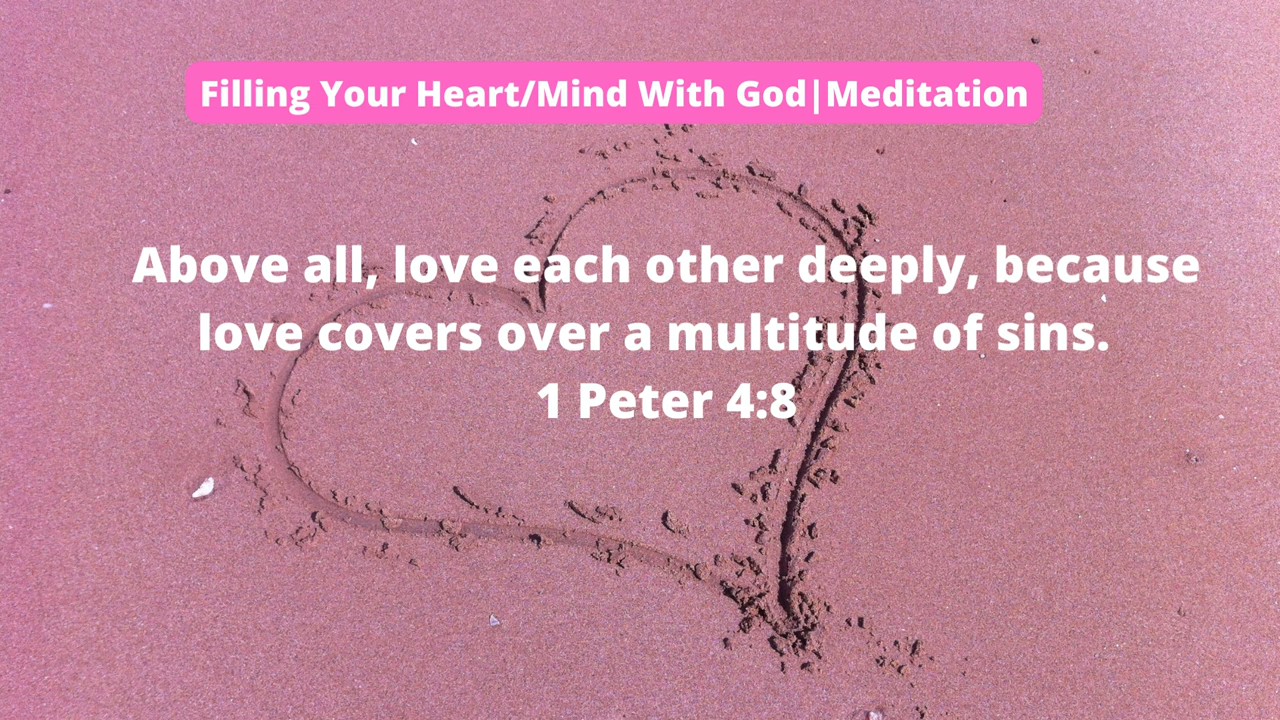 Filling Your Heart/Mind With God|Meditation
Above all, love each other deeply, because
love covers over a multitude of sins.
1 Peter 4:8